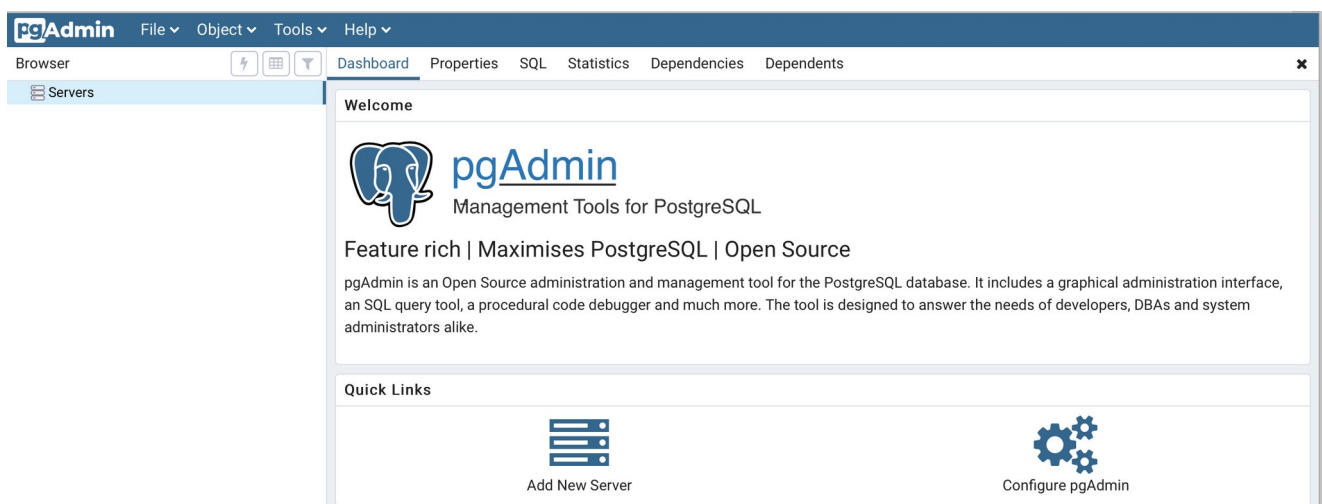 pgAdmin File Object Tools Help
Browser Dashboard Properties SQL Statistics Dependencies Dependents
Servers
Welcome
pgAdmin
Management Tools for PostgreSQL
Feature rich | Maximises PostgreSQL | Open Source
pgAdmin is an Open Source administration and management tool for the PostgreSQL database. It includes a graphical administration interface,
an SQL query tool, a procedural code debugger and much more. The tool is designed to answer the needs of developers, DBAs and system
administrators alike.
Quick Links
Add New Server Configure pgAdmin